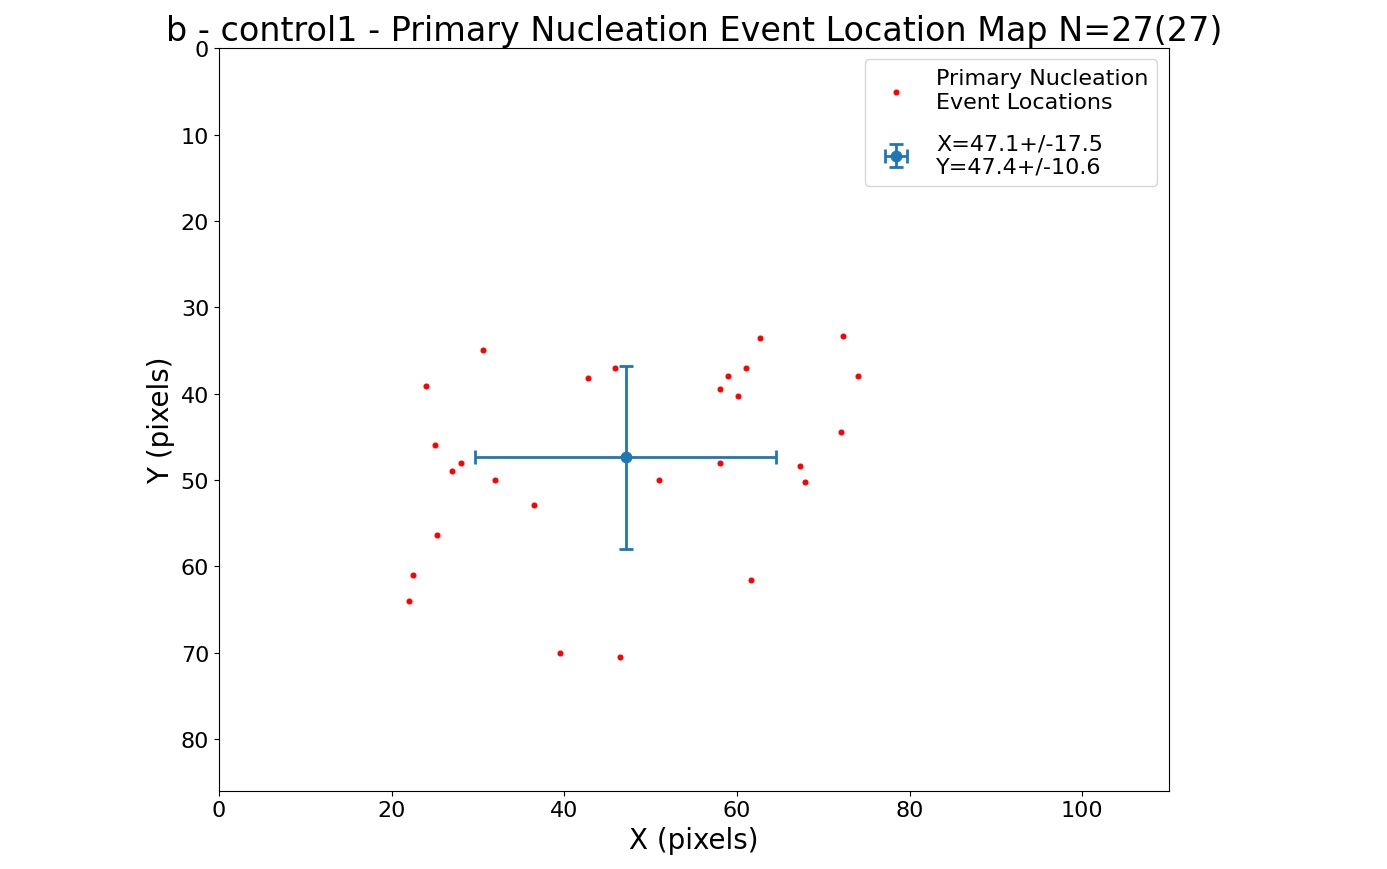 b - control1 - Primary Nucleation Event Location Map N=27(27)
Primary Nucleation
Event Locations
X=47.1+/-17.5
Y=47.4+/-10.6
0
10
20
30
40
50
60
70
80
Y (pixels)
0 20 40 60 80 100
X (pixels)